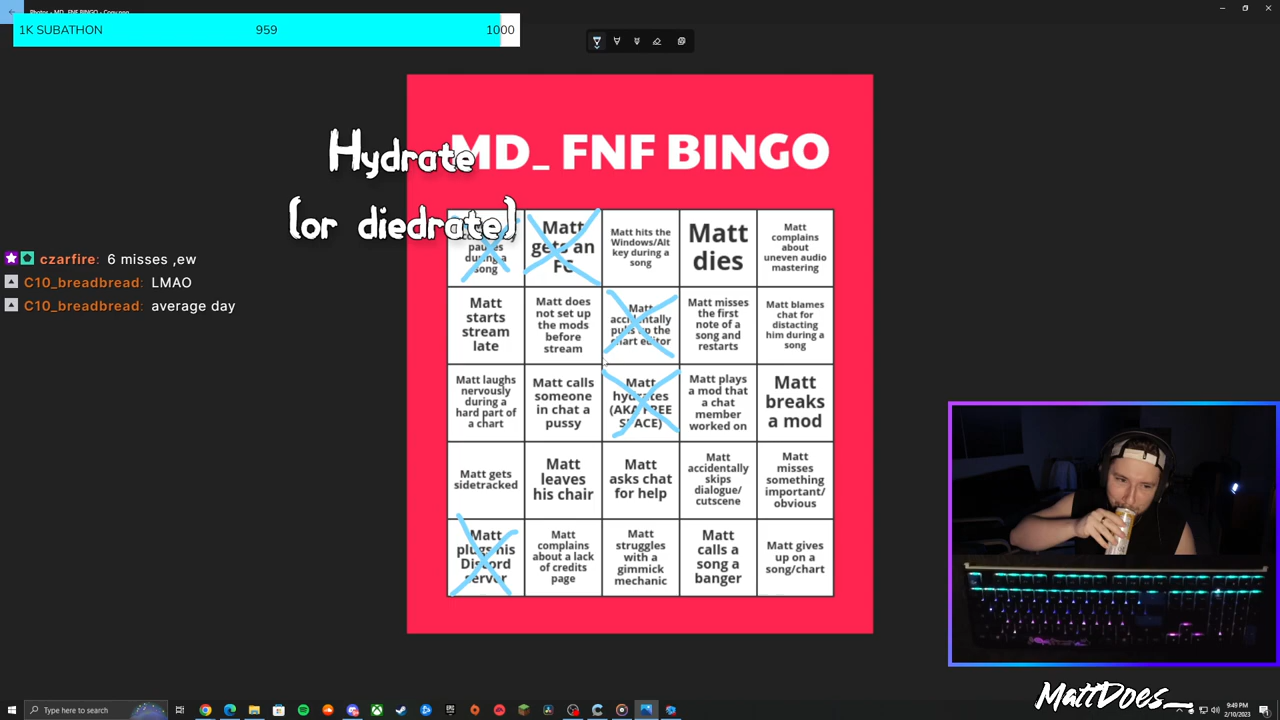 Photos - MD_ FNF BINGO - Copy.png
1K SUBATHON 959 1000
Hydrate
(or diedrate)
MD_ FNF BINGO
czarfire: 6 misses ,ew
C10_breadbread: LMAO
C10_breadbread: average day
pauses
during a
song
Matt
gets an
FC
Matt hits the
Windows/Alt
key during a
song
Matt
dies
Matt
complains
about
uneven audio
mastering
Matt
starts
stream
late
Matt does
not set up
the mods
before
stream
Matt
accidentally
pulls up the
chart editor
Matt misses
the first
note of a
song and
restarts
Matt blames
chat for
distacting
him during a
song
Matt laughs
nervously
during a
hard part of
a chart
Matt calls
someone
in chat a
pussy
Matt
hydrates
(AKA FREE
SPACE)
Matt plays
a mod that
a chat
member
worked on
Matt
breaks
a mod
Matt gets
sidetracked
Matt
leaves
his chair
Matt
asks chat
for help
Matt
accidentally
skips
dialogue/
cutscene
Matt
misses
something
important/
obvious
Matt
plugs his
Discord
server
Matt
complains
about a lack
of credits
page
Matt
struggles
with a
gimmick
mechanic
Matt
calls a
song a
banger
Matt gives
up on a
song/chart
MattDoes_
Type here to search
9:49 PM
2/10/2023